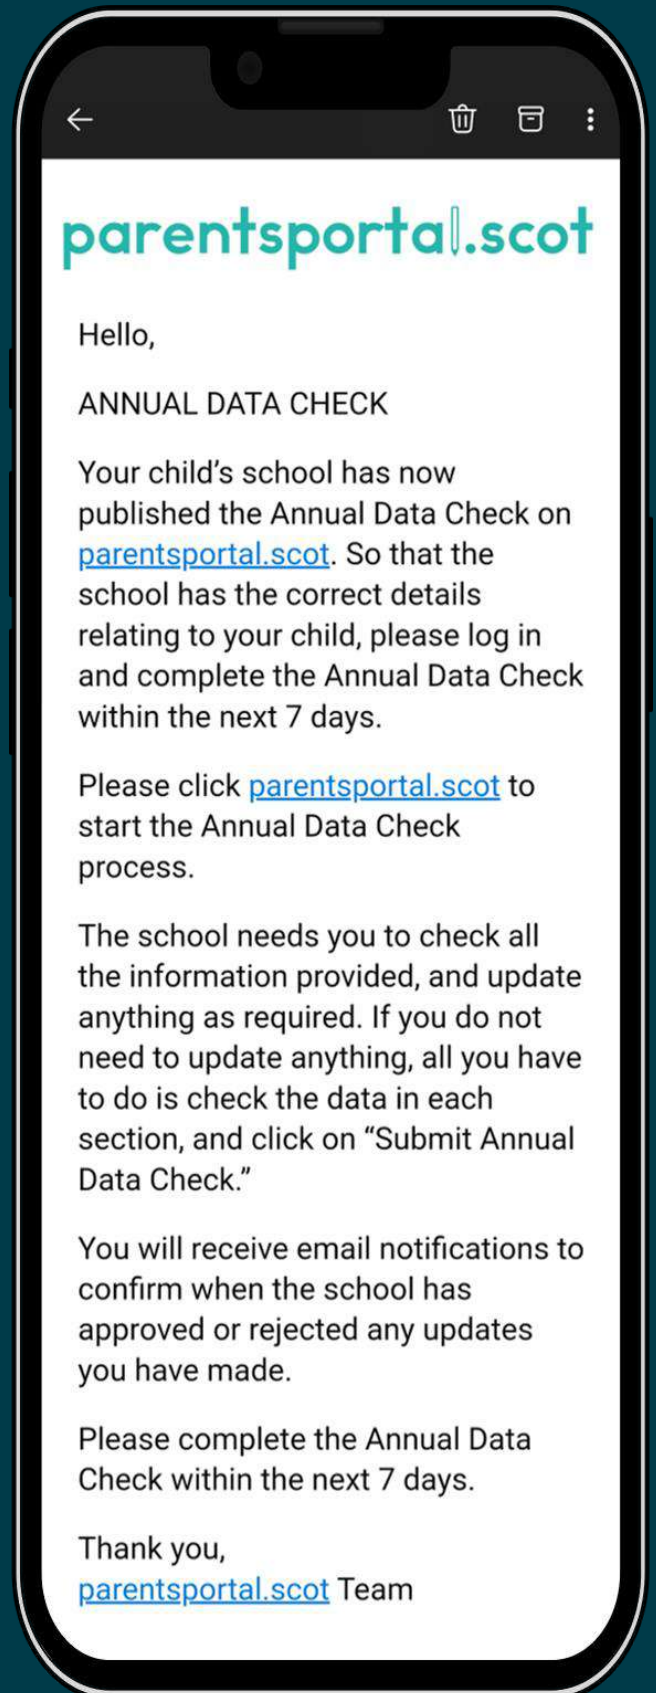 parentsportal.scot
Hello,
ANNUAL DATA CHECK
Your child's school has now
published the Annual Data Check on
parentsportal.scot. So that the
school has the correct details
relating to your child, please log in
and complete the Annual Data Check
within the next 7 days.
Please click parentsportal.scot to
start the Annual Data Check
process.
The school needs you to check all
the information provided, and update
anything as required. If you do not
need to update anything, all you have
to do is check the data in each
section, and click on “Submit Annual
Data Check.”
You will receive email notifications to
confirm when the school has
approved or rejected any updates
you have made.
Please complete the Annual Data
Check within the next 7 days.
Thank you,
parentsportal.scot Team